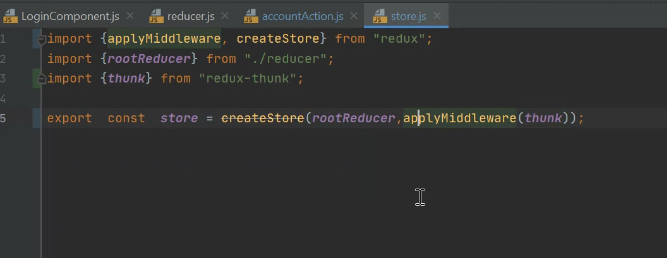 LoginComponent.js reducer.js accountAction.js store.js
1 import {applyMiddleware, createStore} from "redux";
2 import {rootReducer} from "./reducer";
3 import {thunk} from "redux-thunk";
4
5 export const store = createStore(rootReducer,applyMiddleware(thunk));